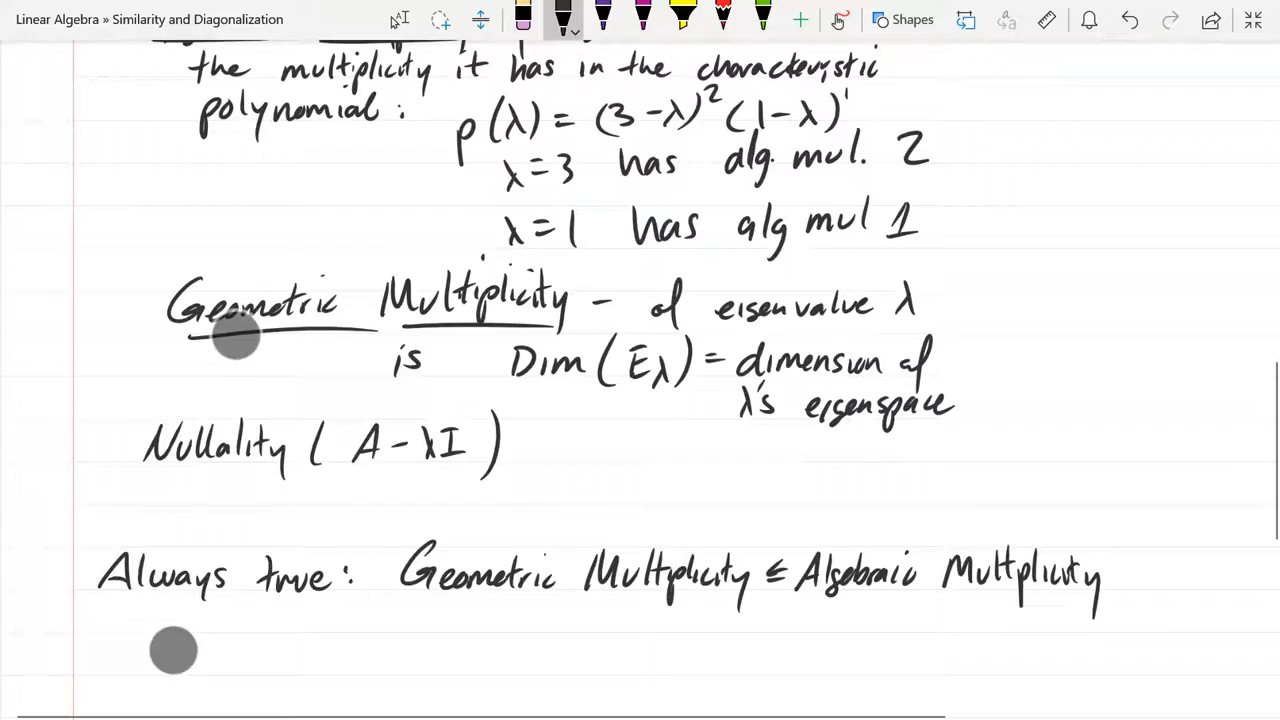 Linear Algebra » Similarity and Diagonalization
Shapes
the multiplicity it has in the characteristic
polynomial: p(λ) = (3-λ)² (1-λ)¹
λ=3 has alg. mul. 2
λ=1 has alg mul 1
Geometric Multiplicity - of eigenvalue λ
is Dim(Eλ) = dimension of
λ's eigenspace
Nullality ( A-λI )
Always true: Geometric Multiplicity ≤ Algebraic Multplicity